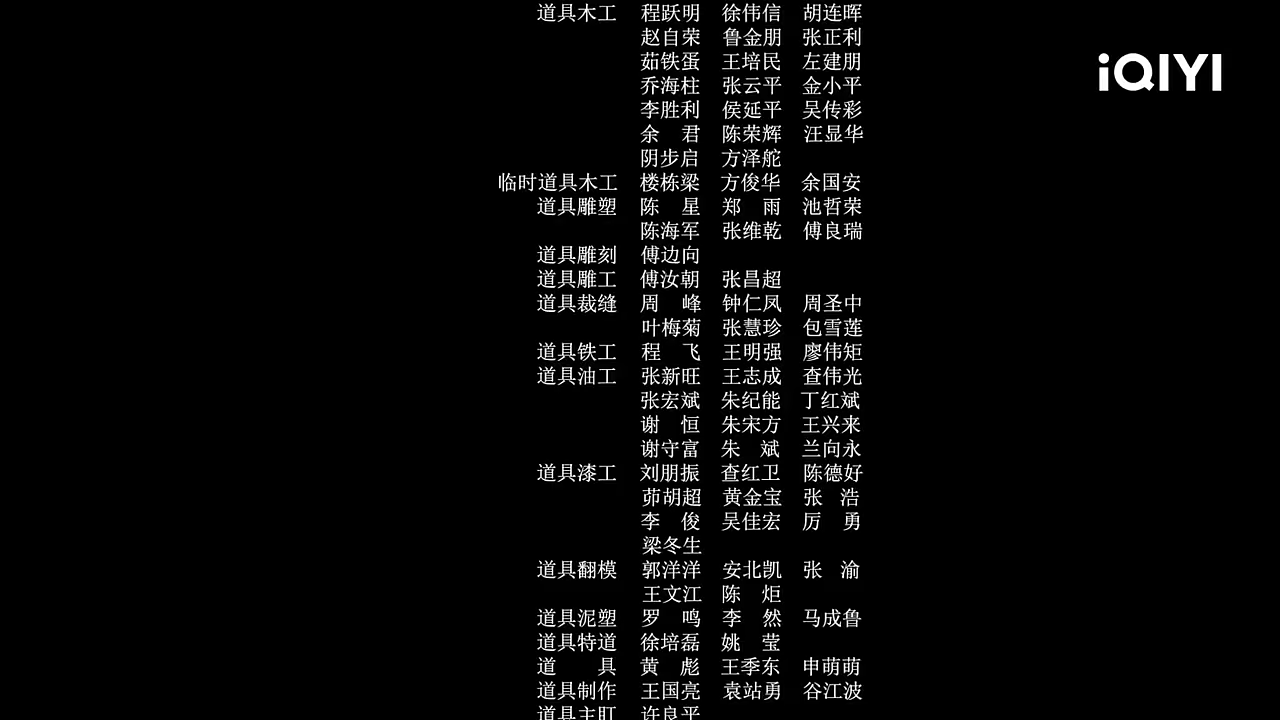 道具木工 程跃明 徐伟信 胡连晖
赵自荣 鲁金朋 张正利
iQIYI
茹铁蛋 王培民 左建朋
乔海柱 张云平 金小平
李胜利 侯延平 吴传彩
余 君 陈荣辉 汪显华
阴步启 方泽舵
临时道具木工 楼栋梁 方俊华 余国安
道具雕塑 陈 星 郑 雨 池哲荣
陈海军 张维乾 傅良瑞
道具雕刻 傅边向
道具雕工 傅汝朝 张昌超
道具裁缝 周 峰 钟仁凤 周圣中
叶梅菊 张慧珍 包雪莲
道具铁工 程 飞 王明强 廖伟矩
道具油工 张新旺 王志成 查伟光
张宏斌 朱纪能 丁红斌
谢 恒 朱宋方 王兴来
谢守富 朱 斌 兰向永
道具漆工 刘朋振 查红卫 陈德好
茆胡超 黄金宝 张 浩
李 俊 吴佳宏 厉 勇
梁冬生
道具翻模 郭洋洋 安北凯 张 渝
王文江 陈 炬
道具泥塑 罗 鸣 李 然 马成鲁
道具特道 徐培磊 姚 莹
道 具 黄 彪 王季东 申萌萌
道具制作 王国亮 袁站勇 谷江波
道具主盯 许良平